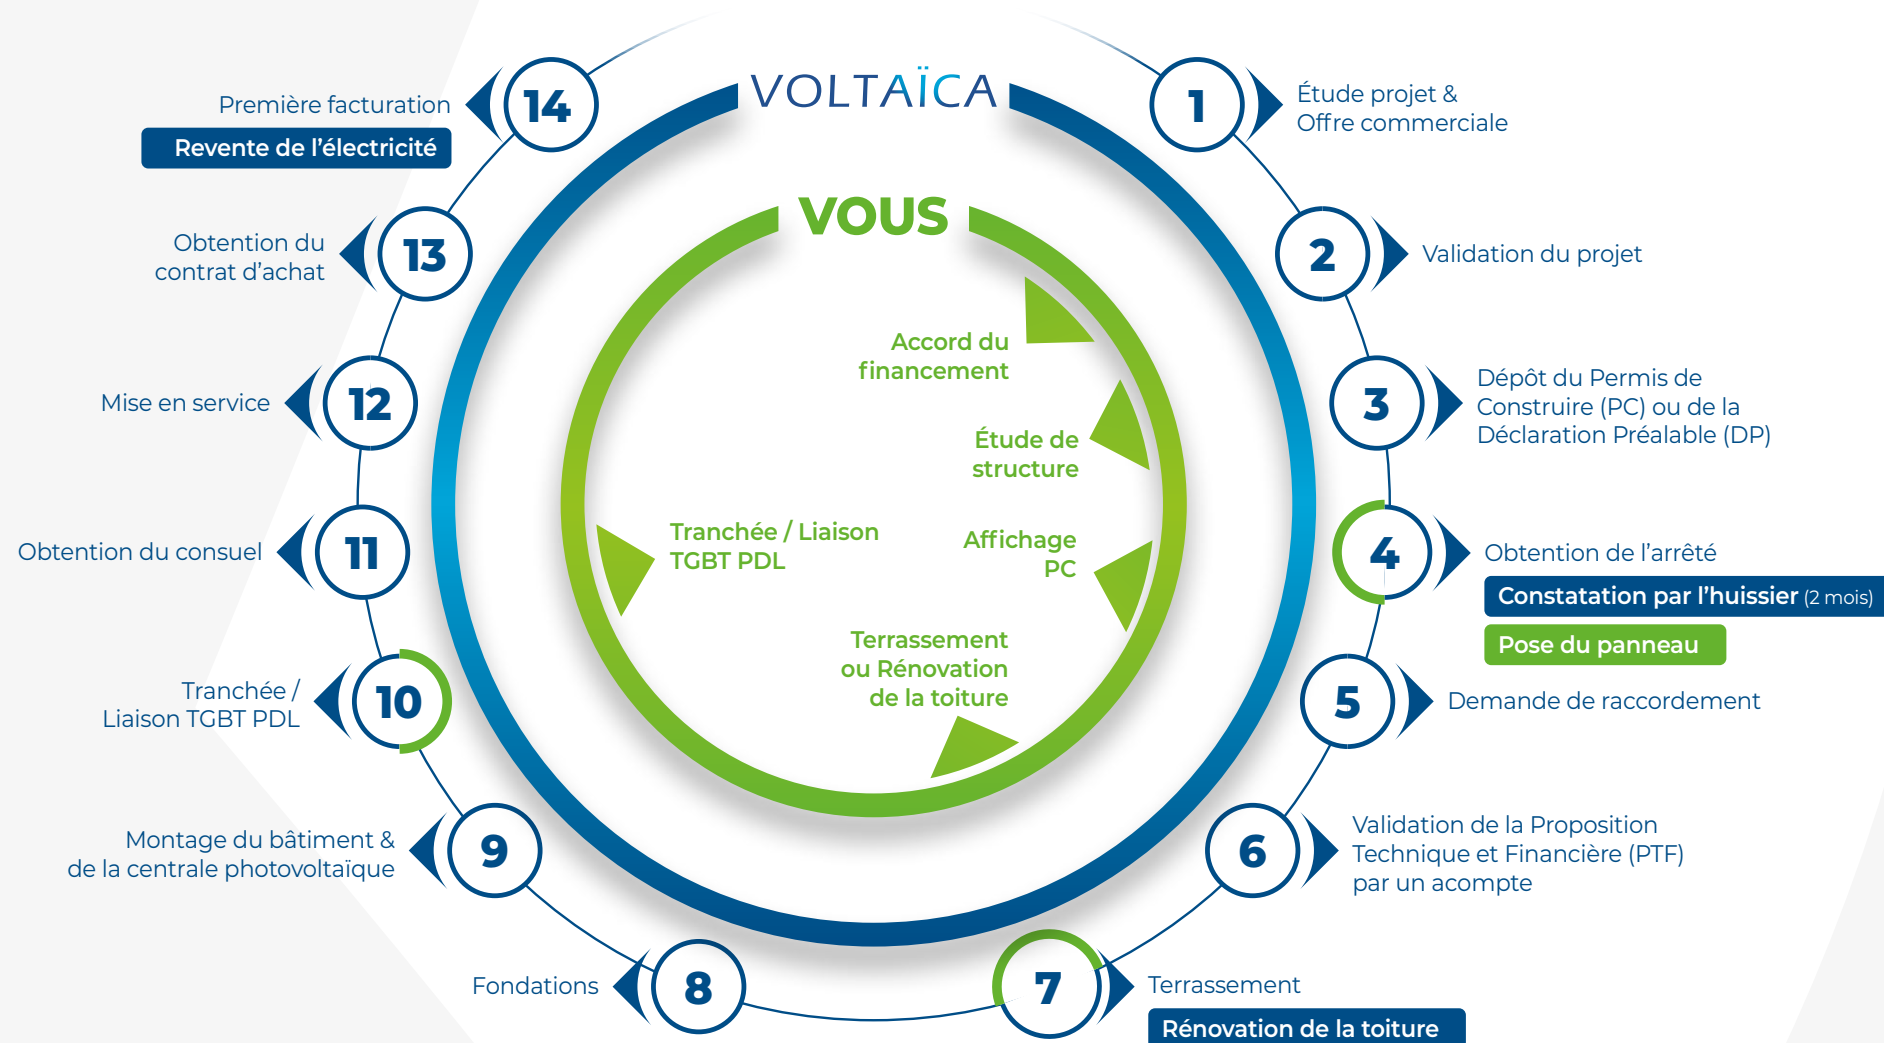 VOLTAÏCA
VOUS
1
Étude projet &
Offre commerciale
2
Validation du projet
3
Dépôt du Permis de
Construire (PC) ou de la
Déclaration Préalable (DP)
4
Obtention de l'arrêté
Constatation par l'huissier (2 mois)
Pose du panneau
5
Demande de raccordement
6
Validation de la Proposition
Technique et Financière (PTF)
par un acompte
7
Terrassement
Rénovation de la toiture
8
Fondations
9
Montage du bâtiment &
de la centrale photovoltaïque
10
Tranchée /
Liaison TGBT PDL
11
Obtention du consuel
12
Mise en service
13
Obtention du
contrat d'achat
14
Première facturation
Revente de l'électricité
Accord du
financement
Étude de
structure
Affichage
PC
Terrassement
ou Rénovation
de la toiture
Tranchée / Liaison
TGBT PDL